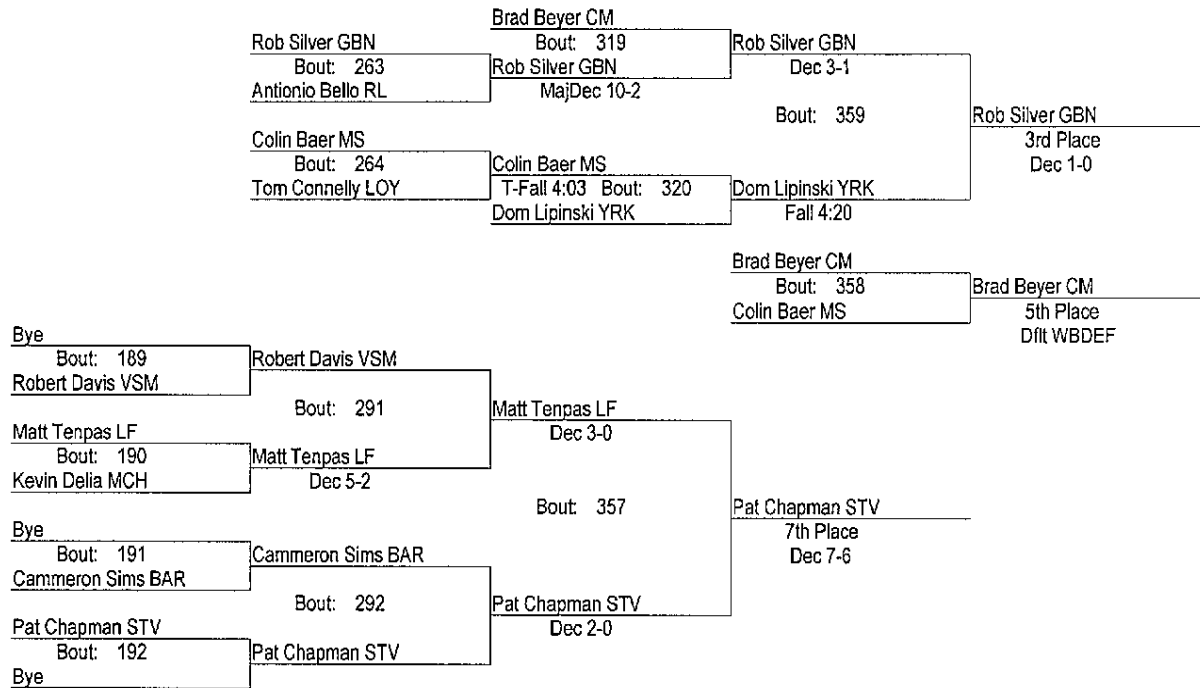 Brad Beyer CM
Rob Silver GBN
Bout: 319
Rob Silver GBN
Bout: 263
Rob Silver GBN
Dec 3-1
Antonio Bello RL
MajDec 10-2
Bout: 359
Rob Silver GBN
Colin Baer MS
3rd Place
Bout: 264
Colin Baer MS
Dec 1-0
Tom Connelly LOY
T-Fall 4:03 Bout: 320
Dom Lipinski YRK
Dom Lipinski YRK
Fall 4:20
Brad Beyer CM
Bout: 358
Brad Beyer CM
Colin Baer MS
5th Place
Dflt WBDEF
Bye
Bout: 189
Robert Davis VSM
Robert Davis VSM
Bout: 291
Matt Tenpas LF
Matt Tenpas LF
Dec 3-0
Bout: 190
Matt Tenpas LF
Kevin Delia MCH
Dec 5-2
Bout: 357
Pat Chapman STV
Bye
7th Place
Bout: 191
Cammeron Sims BAR
Dec 7-6
Cammeron Sims BAR
Bout: 292
Pat Chapman STV
Pat Chapman STV
Dec 2-0
Bout: 192
Pat Chapman STV
Bye